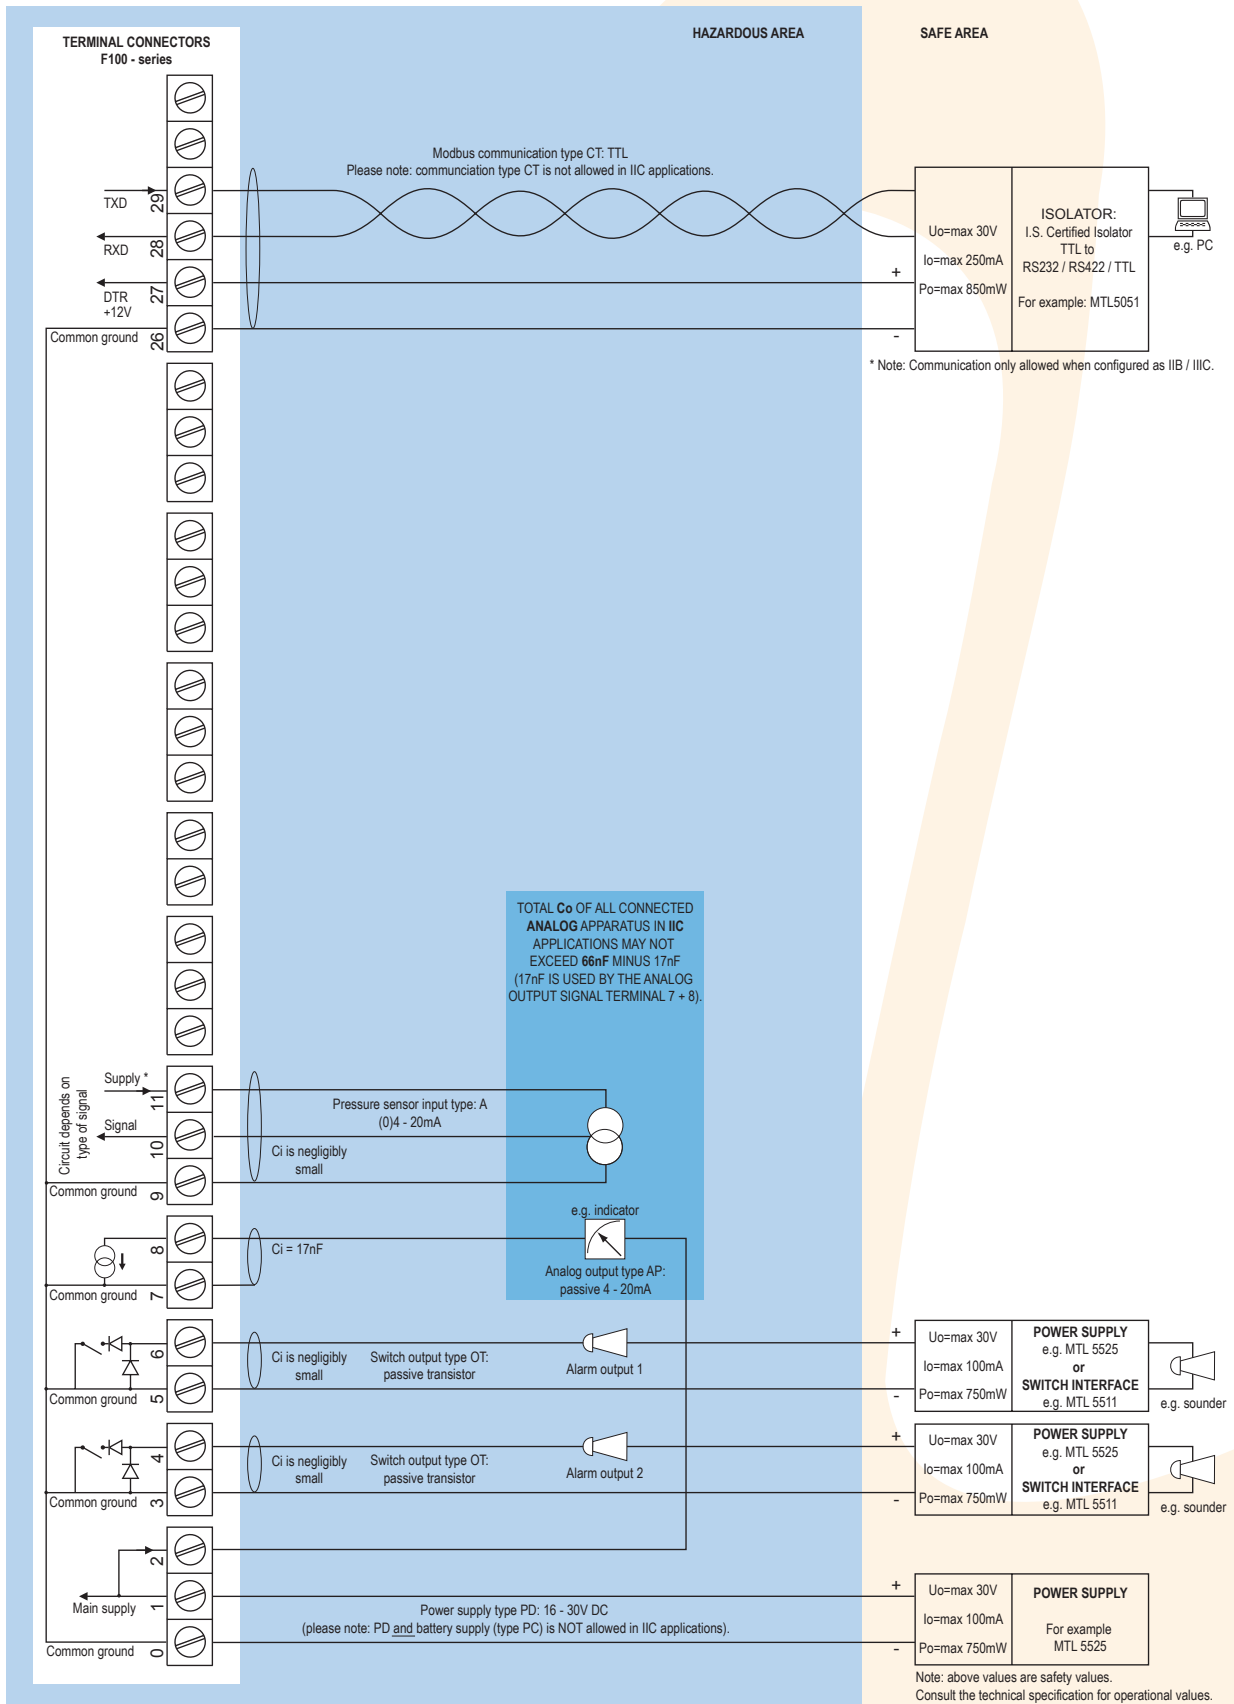 HAZARDOUS AREA
SAFE AREA
TERMINAL CONNECTORS
F100 - series
Modbus communication type CT: TTL
Please note: communciation type CT is not allowed in IIC applications.
TXD
29
RXD
28
DTR
+12V
27
Common ground
26
+
-
Uo=max 30V
Io=max 250mA
Po=max 850mW
ISOLATOR:
I.S. Certified Isolator
TTL to
RS232 / RS422 / TTL
For example: MTL5051
e.g. PC
* Note: Communication only allowed when configured as IIB / IIIC.
TOTAL Co OF ALL CONNECTED
ANALOG APPARATUS IN IIC
APPLICATIONS MAY NOT
EXCEED 66nF MINUS 17nF
(17nF IS USED BY THE ANALOG
OUTPUT SIGNAL TERMINAL 7 + 8).
Circuit depends on
type of signal
Supply *
11
Signal
10
Common ground
9
Pressure sensor input type: A
(0)4 - 20mA
Ci is negligibly
small
8
Common ground
7
Ci = 17nF
e.g. indicator
Analog output type AP:
passive 4 - 20mA
6
Common ground
5
Ci is negligibly
small
Switch output type OT:
passive transistor
Alarm output 1
+
-
Uo=max 30V
Io=max 100mA
Po=max 750mW
POWER SUPPLY
e.g. MTL 5525
or
SWITCH INTERFACE
e.g. MTL 5511
e.g. sounder
4
Common ground
3
Ci is negligibly
small
Switch output type OT:
passive transistor
Alarm output 2
+
-
Uo=max 30V
Io=max 100mA
Po=max 750mW
POWER SUPPLY
e.g. MTL 5525
or
SWITCH INTERFACE
e.g. MTL 5511
e.g. sounder
2
Main supply
1
Common ground
0
Power supply type PD: 16 - 30V DC
(please note: PD and battery supply (type PC) is NOT allowed in IIC applications).
+
-
Uo=max 30V
Io=max 100mA
Po=max 750mW
POWER SUPPLY
For example
MTL 5525
Note: above values are safety values.
Consult the technical specification for operational values.